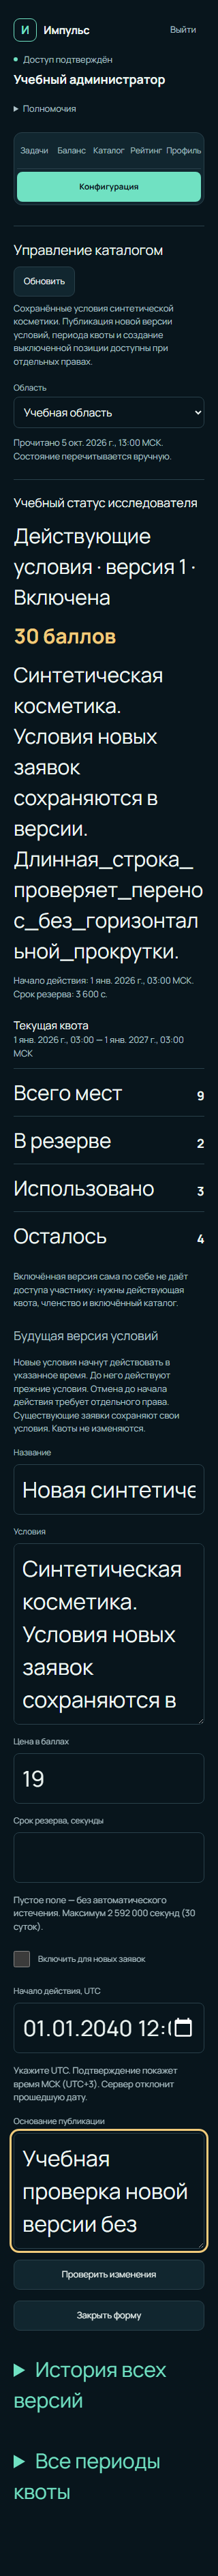 И Импульс Выйти
Доступ подтверждён
Учебный администратор
Полномочия
Задачи Баланс Каталог Рейтинг Профиль
Конфигурация
Управление каталогом
Обновить
Сохранённые условия синтетической
косметики. Публикация новой версии
условий, периода квоты и создание
выключенной позиции доступны при
отдельных правах.
Область
Учебная область
Прочитано 5 окт. 2026 г., 13:00 МСК.
Состояние перечитывается вручную.
Учебный статус исследователя
Действующие
условия · версия 1 ·
Включена
30 баллов
Синтетическая
косметика.
Условия новых
заявок
сохраняются в
версии.
Длинная_строка_
проверяет_перено
с_без_горизонтал
ьной_прокрутки.
Начало действия: 1 янв. 2026 г., 03:00 МСК.
Срок резерва: 3 600 с.
Текущая квота
1 янв. 2026 г., 03:00 — 1 янв. 2027 г., 03:00
МСК
Всего мест 9
В резерве 2
Использовано 3
Осталось 4
Включённая версия сама по себе не даёт
доступа участнику: нужны действующая
квота, членство и включённый каталог.
Будущая версия условий
Новые условия начнут действовать в
указанное время. До него действуют
прежние условия. Отмена до начала
действия требует отдельного права.
Существующие заявки сохраняют свои
условия. Квоты не изменяются.
Название
Новая синтетиче
Условия
Синтетическая
косметика.
Условия новых
заявок
сохраняются в
Цена в баллах
19
Срок резерва, секунды
Пустое поле — без автоматического
истечения. Максимум 2 592 000 секунд (30
суток).
Включить для новых заявок
Начало действия, UTC
01.01.2040 12:
Укажите UTC. Подтверждение покажет
время МСК (UTC+3). Сервер отклонит
прошедшую дату.
Основание публикации
Учебная
проверка новой
версии без
Проверить изменения
Закрыть форму
История всех
версий
Все периоды
квоты